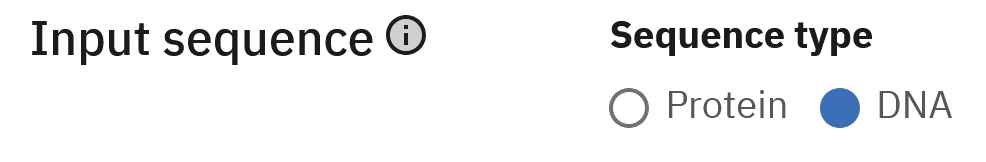 Input sequence
Sequence type
Protein DNA